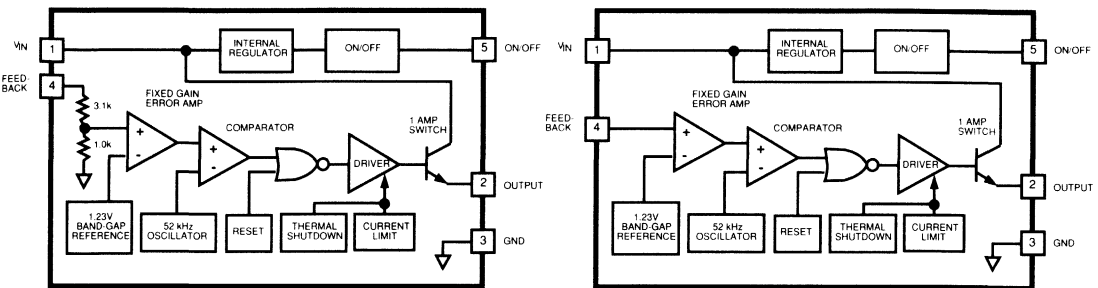 VIN
1
INTERNAL
REGULATOR
ON/OFF
5
ON/OFF
FEED-
BACK
4
3.1k
1.0k
FIXED GAIN
ERROR AMP
+
-
COMPARATOR
+
-
1 AMP
SWITCH
DRIVER
2
OUTPUT
1.23V
BAND-GAP
REFERENCE
52 kHz
OSCILLATOR
RESET
THERMAL
SHUTDOWN
CURRENT
LIMIT
3
GND
VIN
1
INTERNAL
REGULATOR
ON/OFF
5
ON/OFF
FEED-
BACK
4
FIXED GAIN
ERROR AMP
+
-
COMPARATOR
+
-
1 AMP
SWITCH
DRIVER
2
OUTPUT
1.23V
BAND-GAP
REFERENCE
52 kHz
OSCILLATOR
RESET
THERMAL
SHUTDOWN
CURRENT
LIMIT
3
GND